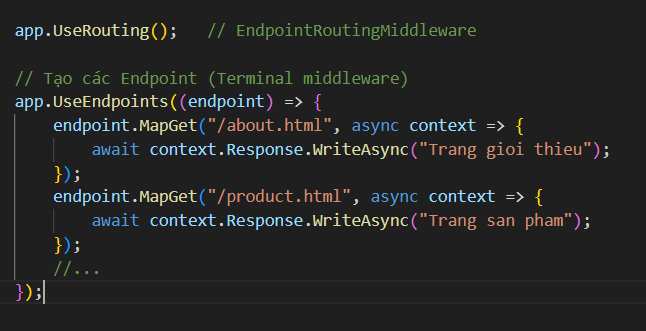 app.UseRouting();   // EndpointRoutingMiddleware
// Tạo các Endpoint (Terminal middleware)
app.UseEndpoints((endpoint) => {
    endpoint.MapGet("/about.html", async context => {
        await context.Response.WriteAsync("Trang gioi thieu");
    });
    endpoint.MapGet("/product.html", async context => {
        await context.Response.WriteAsync("Trang san pham");
    });
    //...
});